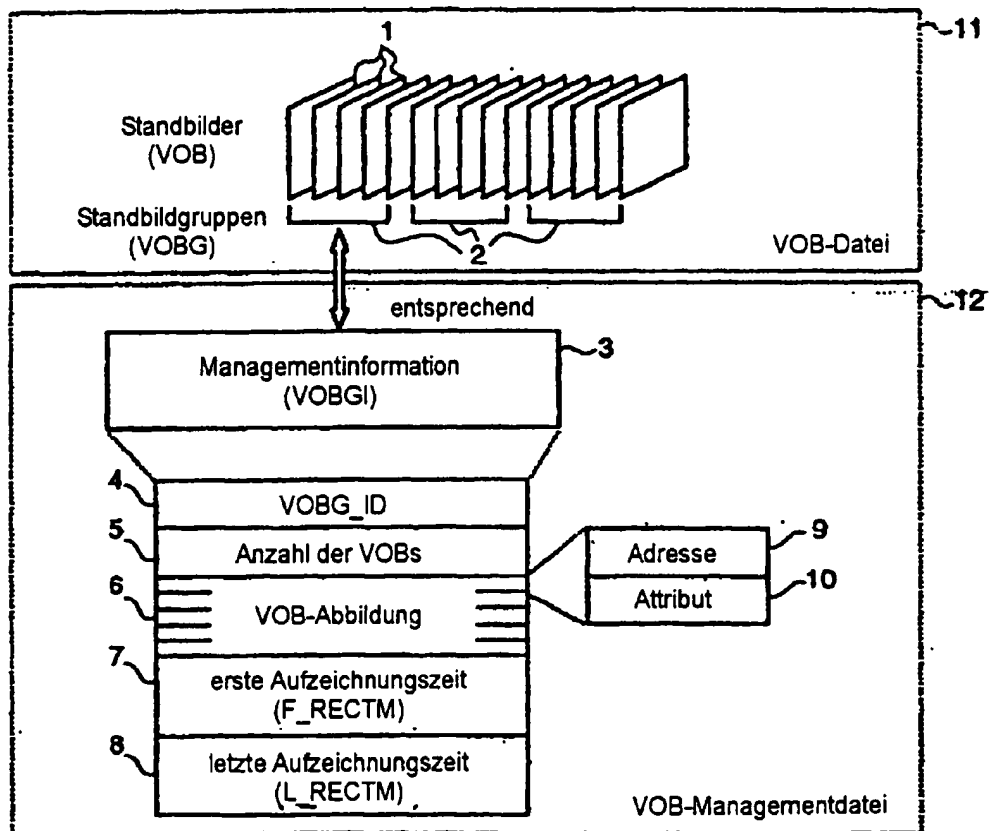 1
11
Standbilder
(VOB)
Standbildgruppen
(VOBG)
2
VOB-Datei
12
entsprechend
3
Managementinformation
(VOBGI)
4
VOBG_ID
5
Anzahl der VOBs
9
Adresse
6
VOB-Abbildung
10
Attribut
7
erste Aufzeichnungszeit
(F_RECTM)
8
letzte Aufzeichnungszeit
(L_RECTM)
VOB-Managementdatei